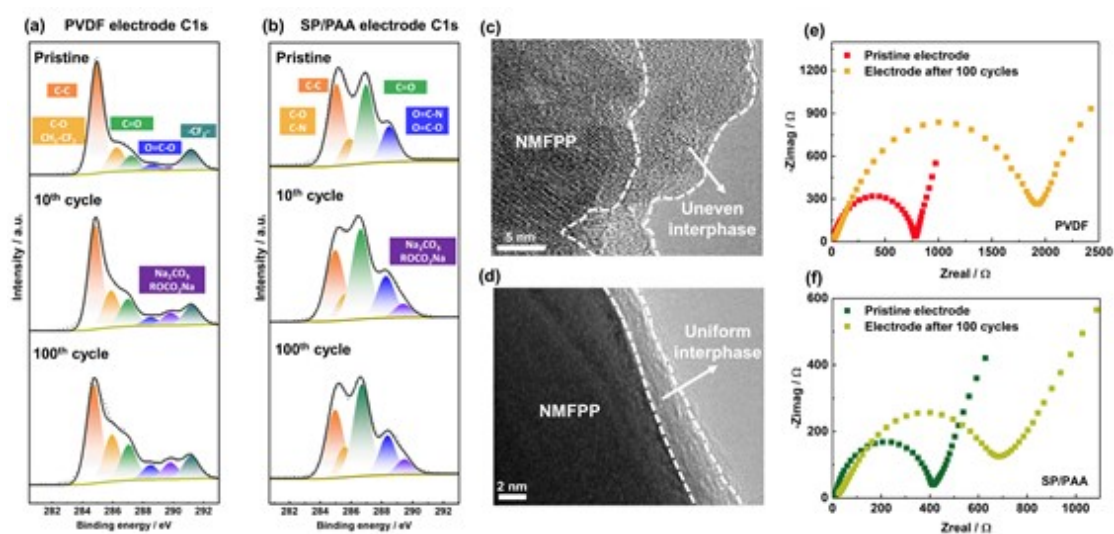 (a) PVDF electrode C1s
Pristine
C-C
C-O
CH₂-CF₂
C=O
O=C-O
-CF₂-
10th cycle
Na₂CO₃
ROCO₂Na
100th cycle
Intensity / a.u.
282 284 286 288 290 292
Binding energy / eV
(b) SP/PAA electrode C1s
Pristine
C-C
C-O
C-N
C=O
O=C-N
O=C-O
10th cycle
Na₂CO₃
ROCO₂Na
100th cycle
Intensity / a.u.
282 284 286 288 290 292
Binding energy / eV
(c)
NMFPP
Uneven
interphase
5 nm
(d)
Uniform
interphase
NMFPP
2 nm
(e)
Pristine electrode
Electrode after 100 cycles
1200
900
600
300
0
-Zimag / Ω
PVDF
0 500 1000 1500 2000 2500
Zreal / Ω
(f)
Pristine electrode
Electrode after 100 cycles
600
400
200
0
-Zimag / Ω
SP/PAA
0 200 400 600 800 1000
Zreal / Ω